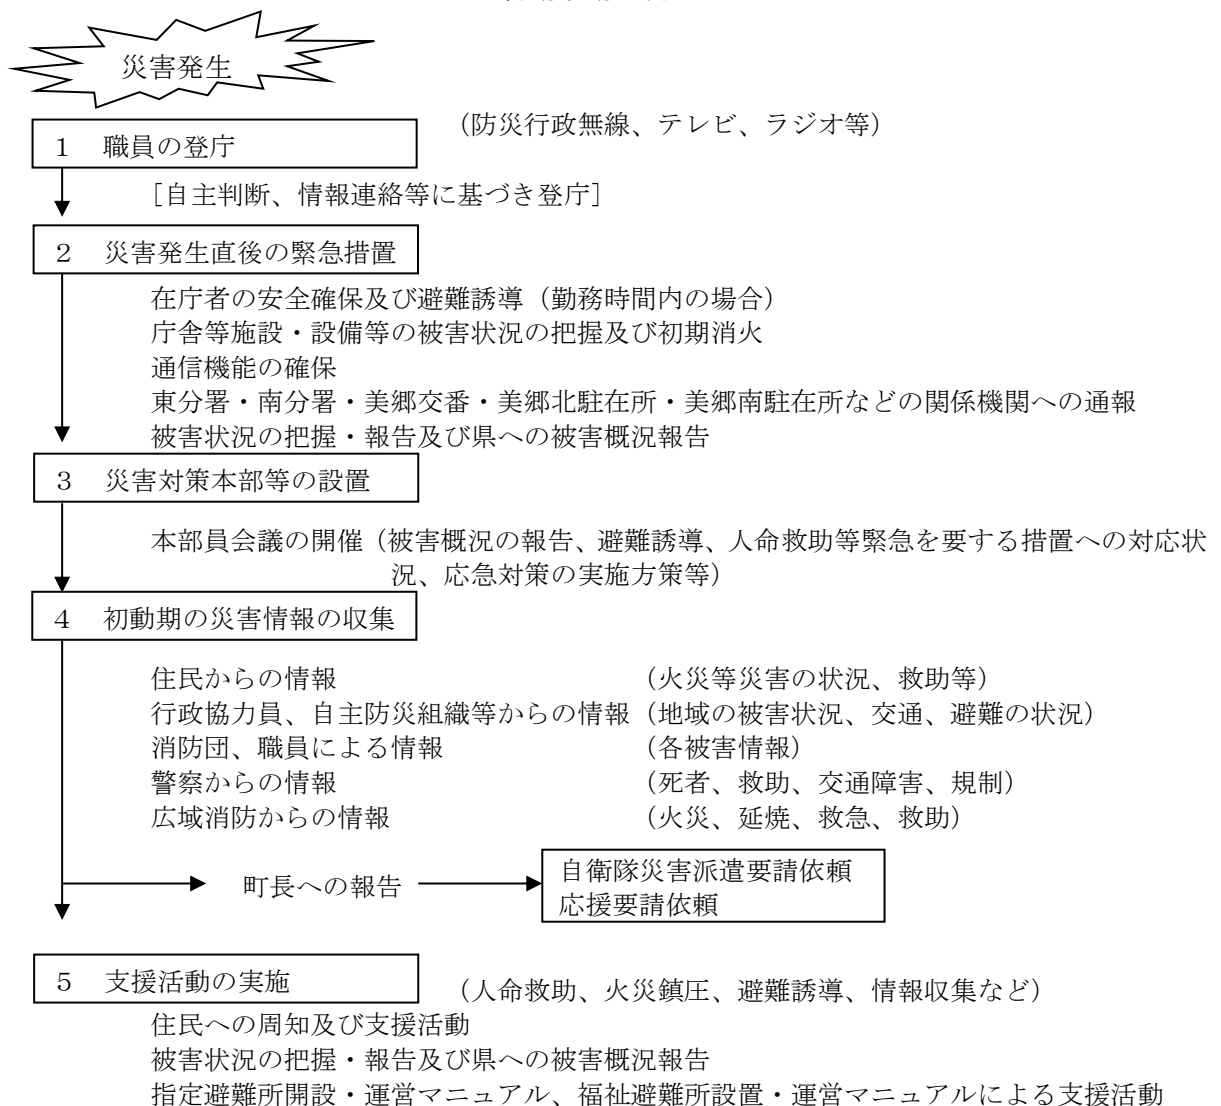 災害発生
(防災行政無線、テレビ、ラジオ等)
１　職員の登庁
［自主判断、情報連絡等に基づき登庁］
２　災害発生直後の緊急措置
在庁者の安全確保及び避難誘導（勤務時間内の場合）
庁舎等施設・設備等の被害状況の把握及び初期消火
通信機能の確保
東分署・南分署・美郷交番・美郷北駐在所・美郷南駐在所などの関係機関への通報
被害状況の把握・報告及び県への被害概況報告
３　災害対策本部等の設置
本部員会議の開催（被害概況の報告、避難誘導、人命救助等緊急を要する措置への対応状
況、応急対策の実施方策等）
４　初動期の災害情報の収集
住民からの情報　（火災等災害の状況、救助等）
行政協力員、自主防災組織等からの情報（地域の被害状況、交通、避難の状況）
消防団、職員による情報　（各被害情報）
警察からの情報　（死者、救助、交通障害、規制）
広域消防からの情報　（火災、延焼、救急、救助）
町長への報告
自衛隊災害派遣要請依頼
応援要請依頼
５　支援活動の実施
（人命救助、火災鎮圧、避難誘導、情報収集など）
住民への周知及び支援活動
被害状況の把握・報告及び県への被害概況報告
指定避難所開設・運営マニュアル、福祉避難所設置・運営マニュアルによる支援活動